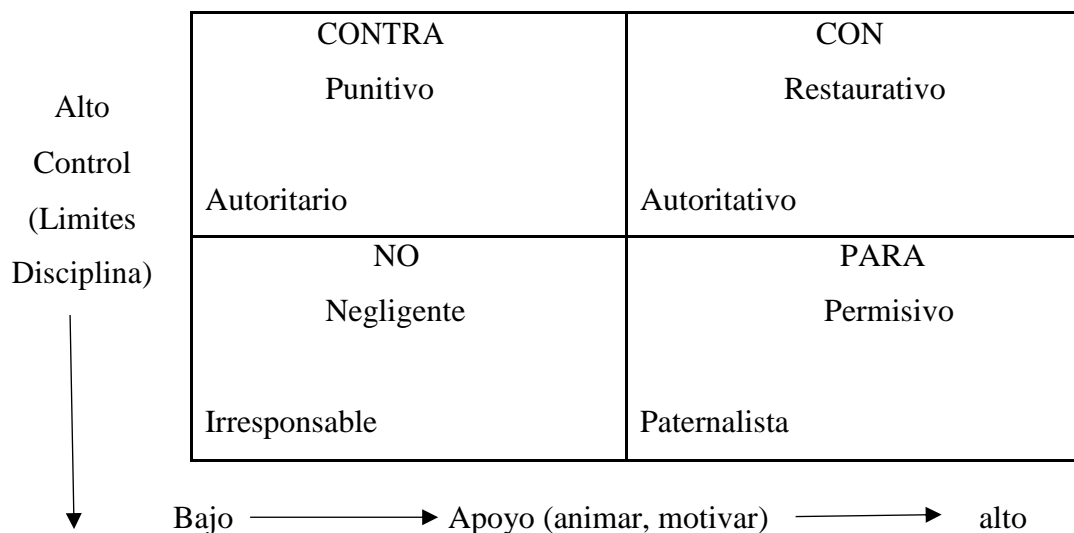 CONTRA
Punitivo
Autoritario
CON
Restaurativo
Autoritativo
Alto
Control
(Limites
Disciplina)
NO
Negligente
Irresponsable
PARA
Permisivo
Paternalista
Bajo Apoyo (animar, motivar) alto